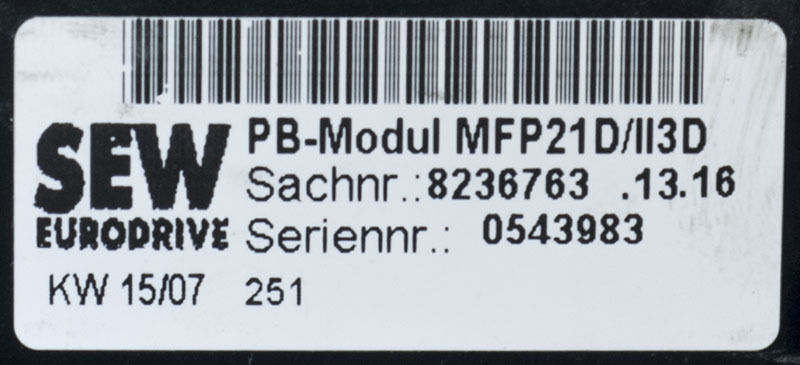 SEW
EURODRIVE
PB-Modul MFP21D/II3D
Sachnr.:8236763 .13.16
Seriennr.: 0543983
KW 15/07 251